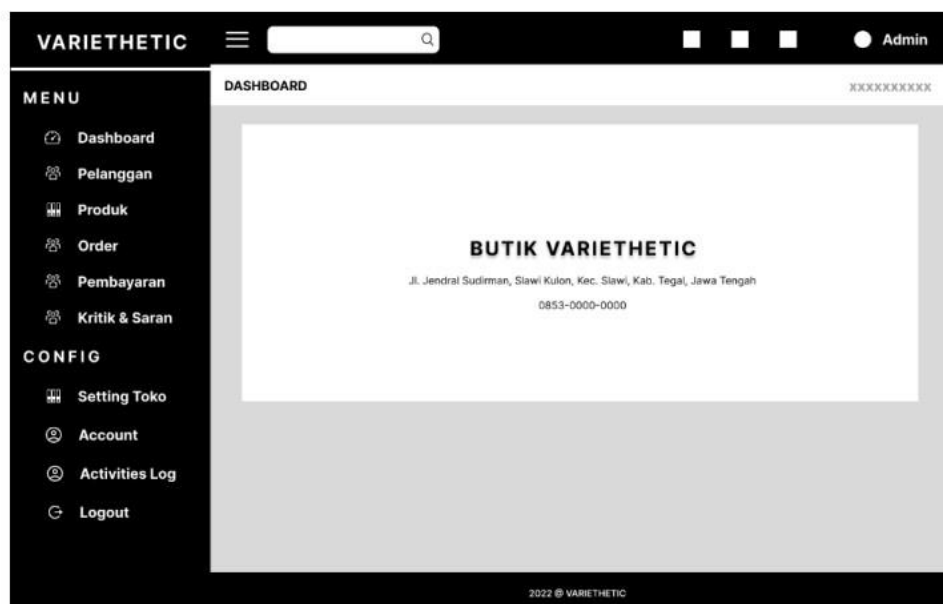 VARIETHETIC
Admin
DASHBOARD
xxxxxxxxxx
MENU
Dashboard
Pelanggan
Produk
Order
Pembayaran
Kritik & Saran
CONFIG
Setting Toko
Account
Activities Log
Logout
BUTIK VARIETHETIC
Jl. Jendral Sudirman, Slawi Kulon, Kec. Slawi, Kab. Tegal, Jawa Tengah
0853-0000-0000
2022 @ VARIETHETIC